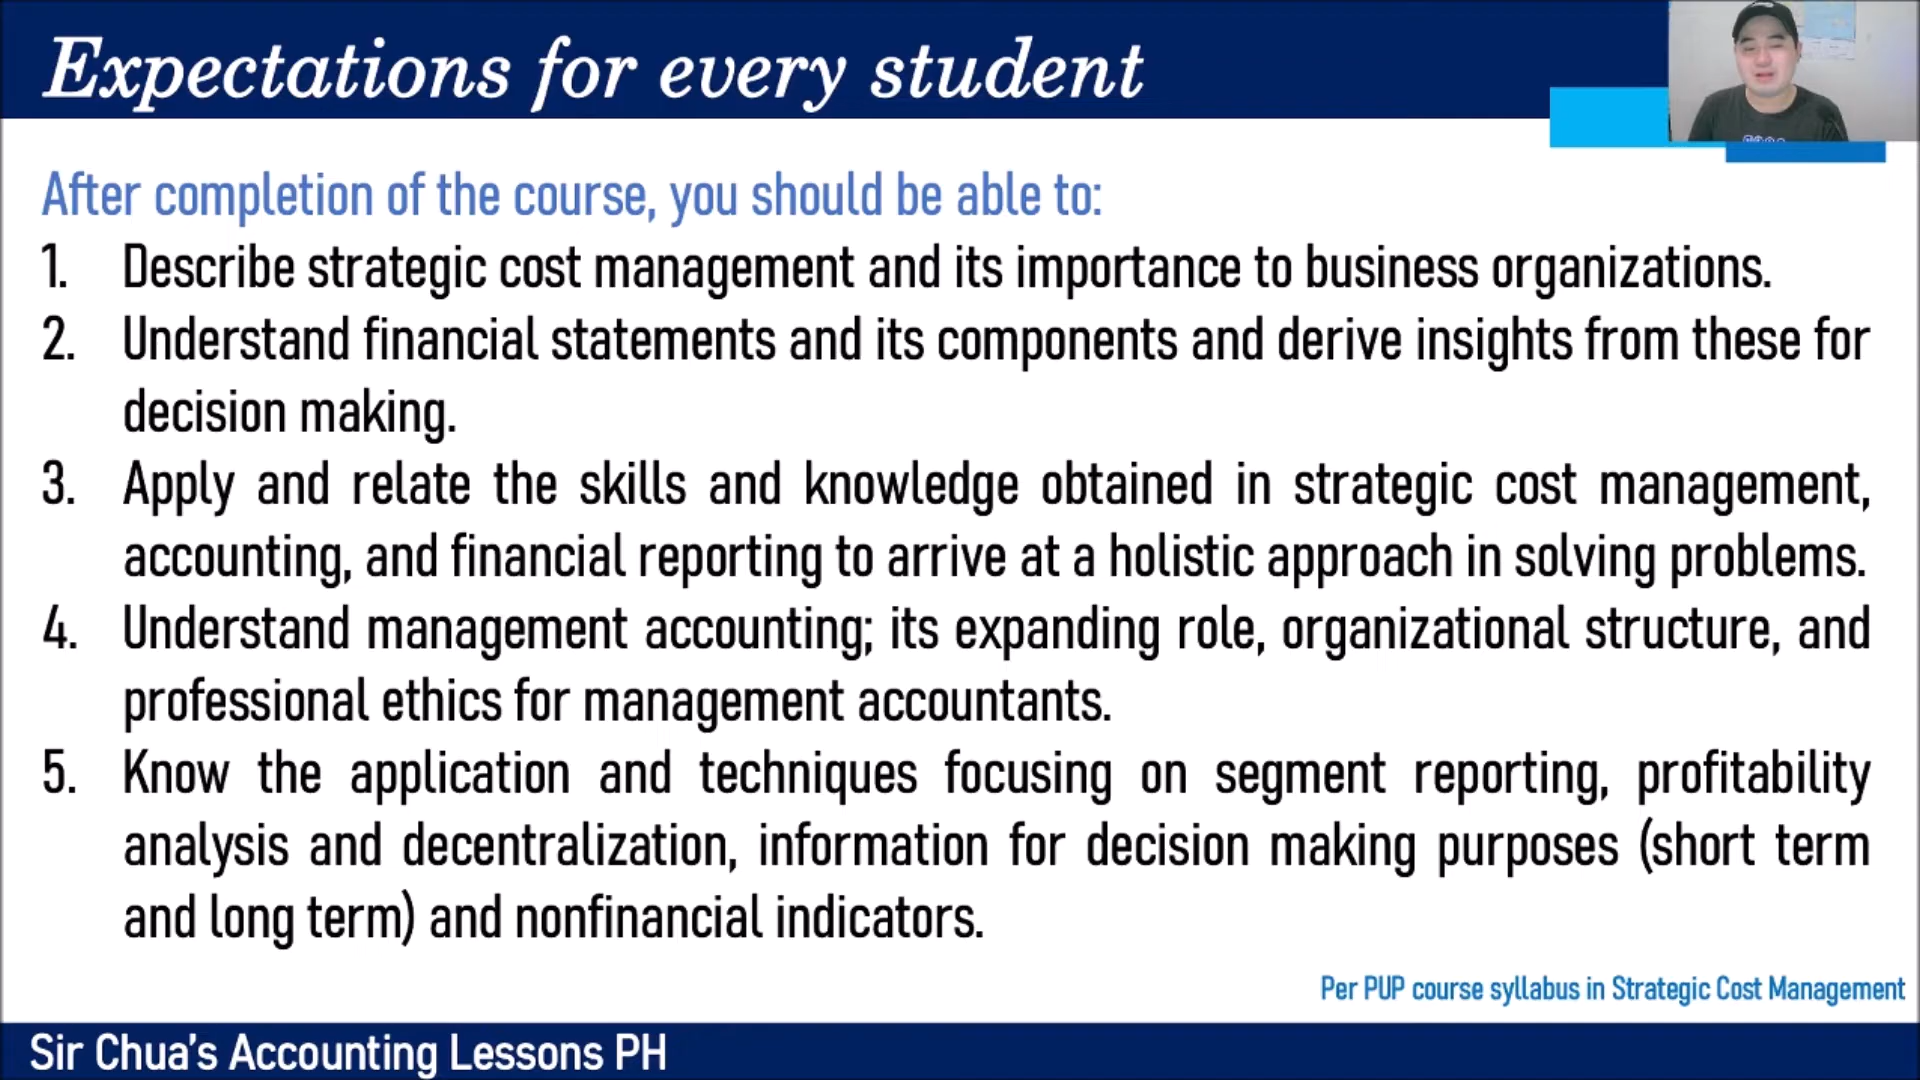 Expectations for every student
After completion of the course, you should be able to:
1. Describe strategic cost management and its importance to business organizations.
2. Understand financial statements and its components and derive insights from these for
decision making.
3. Apply and relate the skills and knowledge obtained in strategic cost management,
accounting, and financial reporting to arrive at a holistic approach in solving problems.
4. Understand management accounting; its expanding role, organizational structure, and
professional ethics for management accountants.
5. Know the application and techniques focusing on segment reporting, profitability
analysis and decentralization, information for decision making purposes (short term
and long term) and nonfinancial indicators.
Per PUP course syllabus in Strategic Cost Management
Sir Chua's Accounting Lessons PH